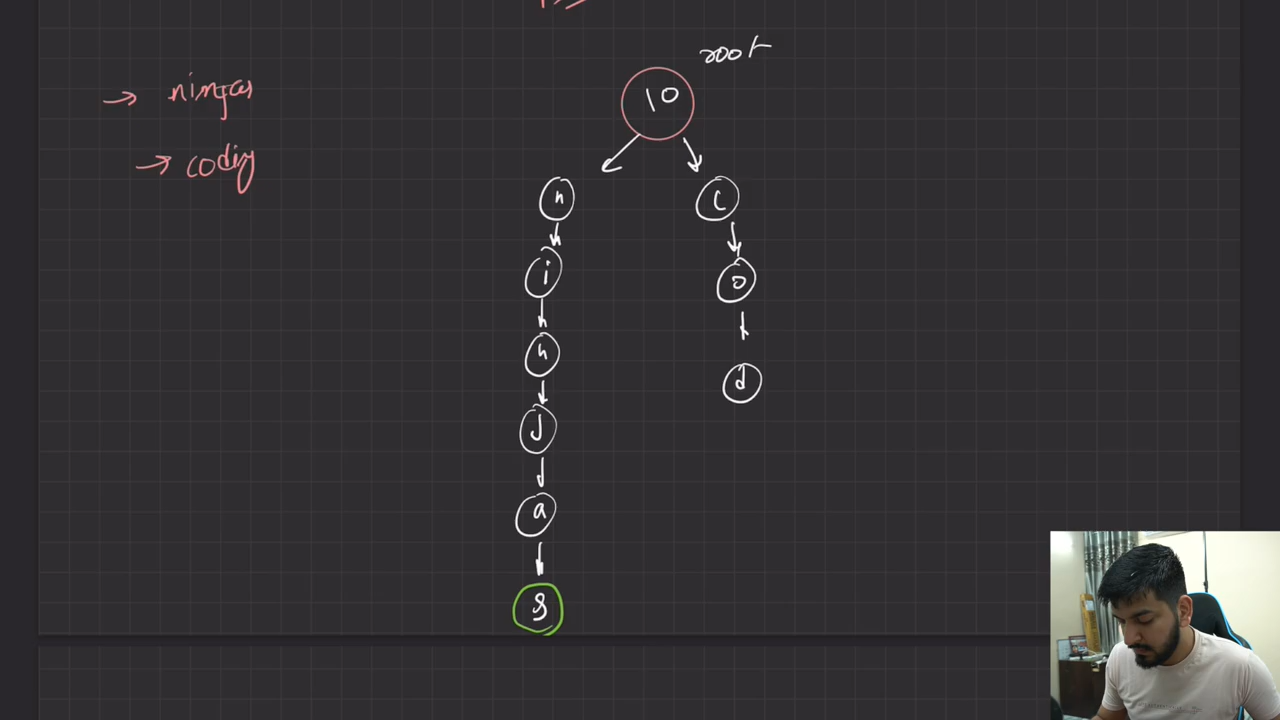 root
→ ninjas
10
→ coding
n
c
i
o
n
d
J
a
s